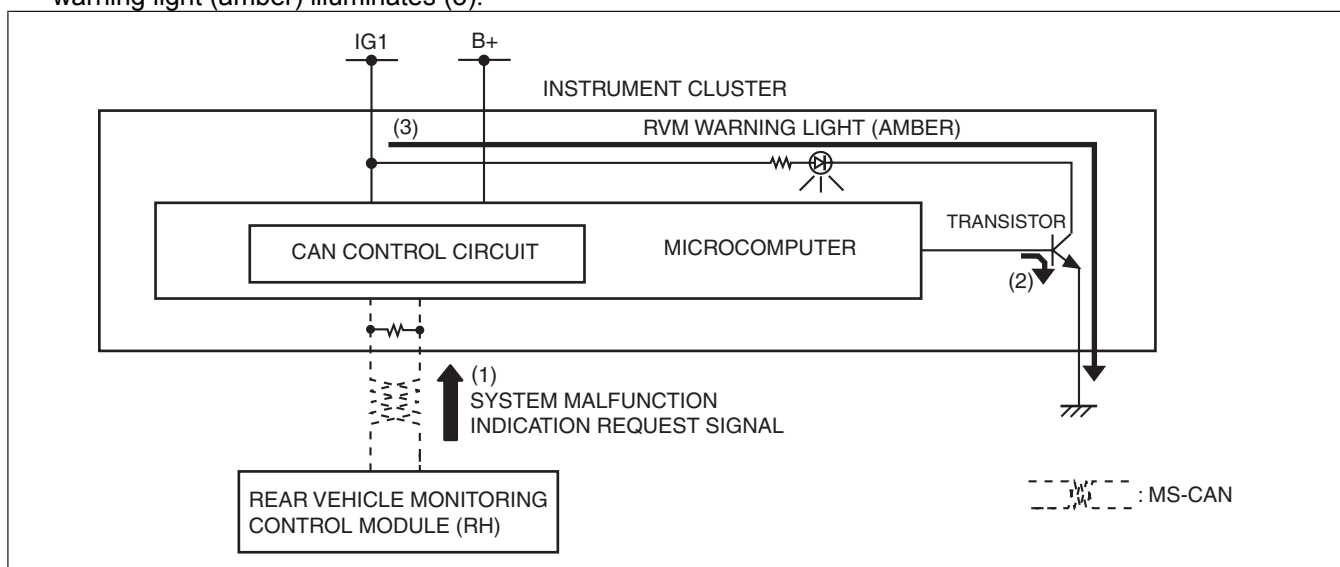 warning light (amber) illuminates (3).
IG1
B+
INSTRUMENT CLUSTER
(3)
RVM WARNING LIGHT (AMBER)
TRANSISTOR
CAN CONTROL CIRCUIT
MICROCOMPUTER
(2)
(1)
SYSTEM MALFUNCTION
INDICATION REQUEST SIGNAL
REAR VEHICLE MONITORING
CONTROL MODULE (RH)
: MS-CAN